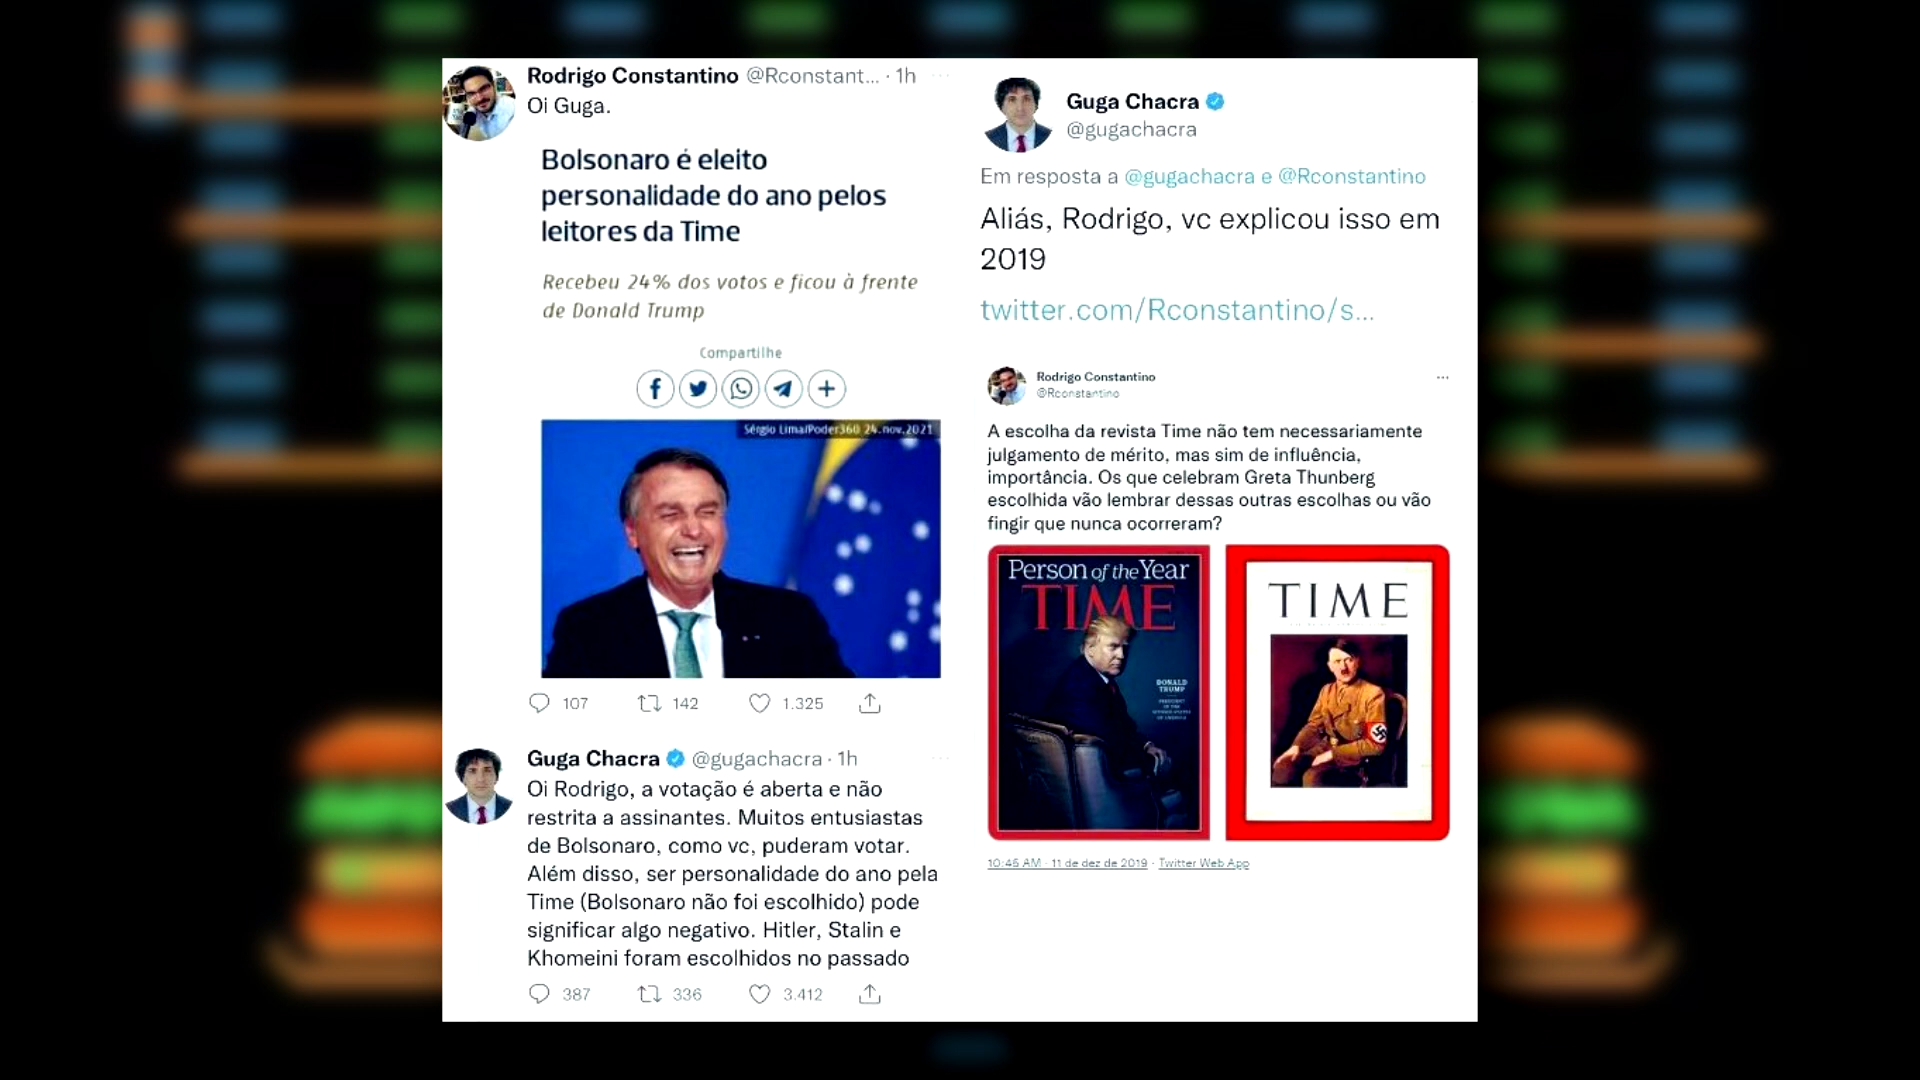 Rodrigo Constantino @Rconstant... · 1h
Oi Guga.
Bolsonaro é eleito
personalidade do ano pelos
leitores da Time
Recebeu 24% dos votos e ficou à frente
de Donald Trump
Compartilhe
Sérgio Lima/Poder360 24.nov.2021
107 142 1.325
Guga Chacra @gugachacra · 1h
Oi Rodrigo, a votação é aberta e não
restrita a assinantes. Muitos entusiastas
de Bolsonaro, como vc, puderam votar.
Além disso, ser personalidade do ano pela
Time (Bolsonaro não foi escolhido) pode
significar algo negativo. Hitler, Stalin e
Khomeini foram escolhidos no passado
387 336 3.412
Guga Chacra
@gugachacra
Em resposta a @gugachacra e @Rconstantino
Aliás, Rodrigo, vc explicou isso em
2019
twitter.com/Rconstantino/s...
Rodrigo Constantino
@Rconstantino
A escolha da revista Time não tem necessariamente
julgamento de mérito, mas sim de influência,
importância. Os que celebram Greta Thunberg
escolhida vão lembrar dessas outras escolhas ou vão
fingir que nunca ocorreram?
Person of the Year
TIME
DONALD
TRUMP
PRESIDENT
OF THE
OF AMERICA
TIME
10:46 AM · 11 de dez de 2019 · Twitter Web App